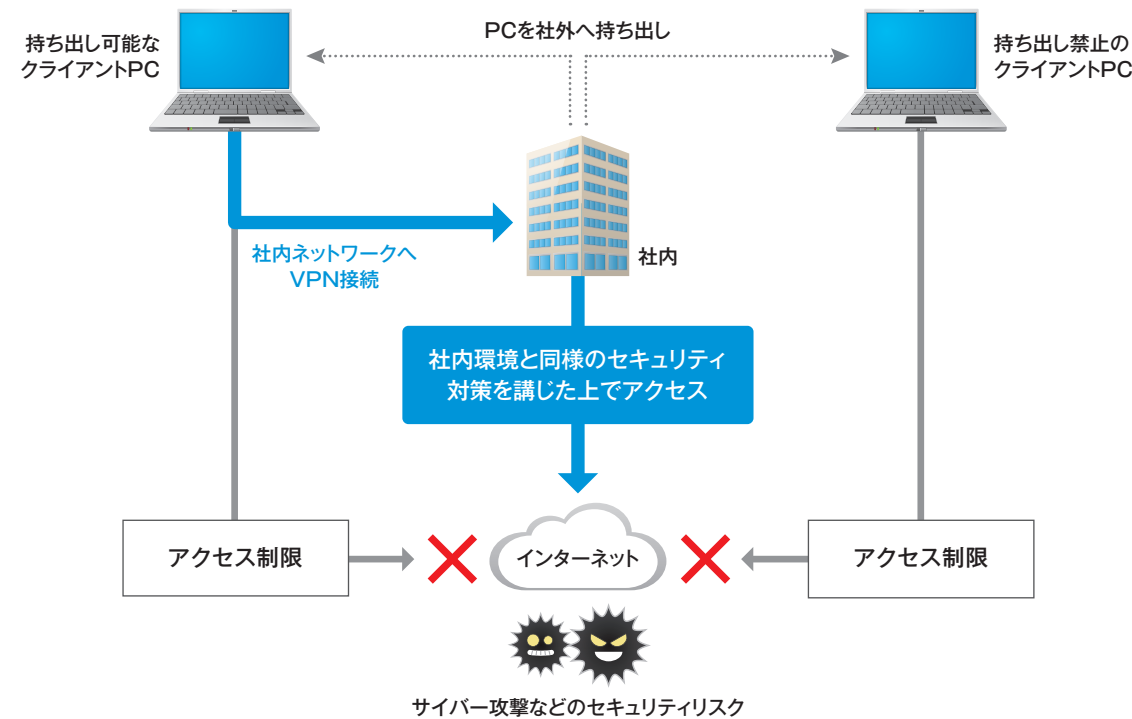 PCを社外へ持ち出し
持ち出し可能な
クライアントPC
持ち出し禁止の
クライアントPC
社内ネットワークへ
VPN接続
社内
社内環境と同様のセキュリティ
対策を講じた上でアクセス
アクセス制限
インターネット
アクセス制限
サイバー攻撃などのセキュリティリスク